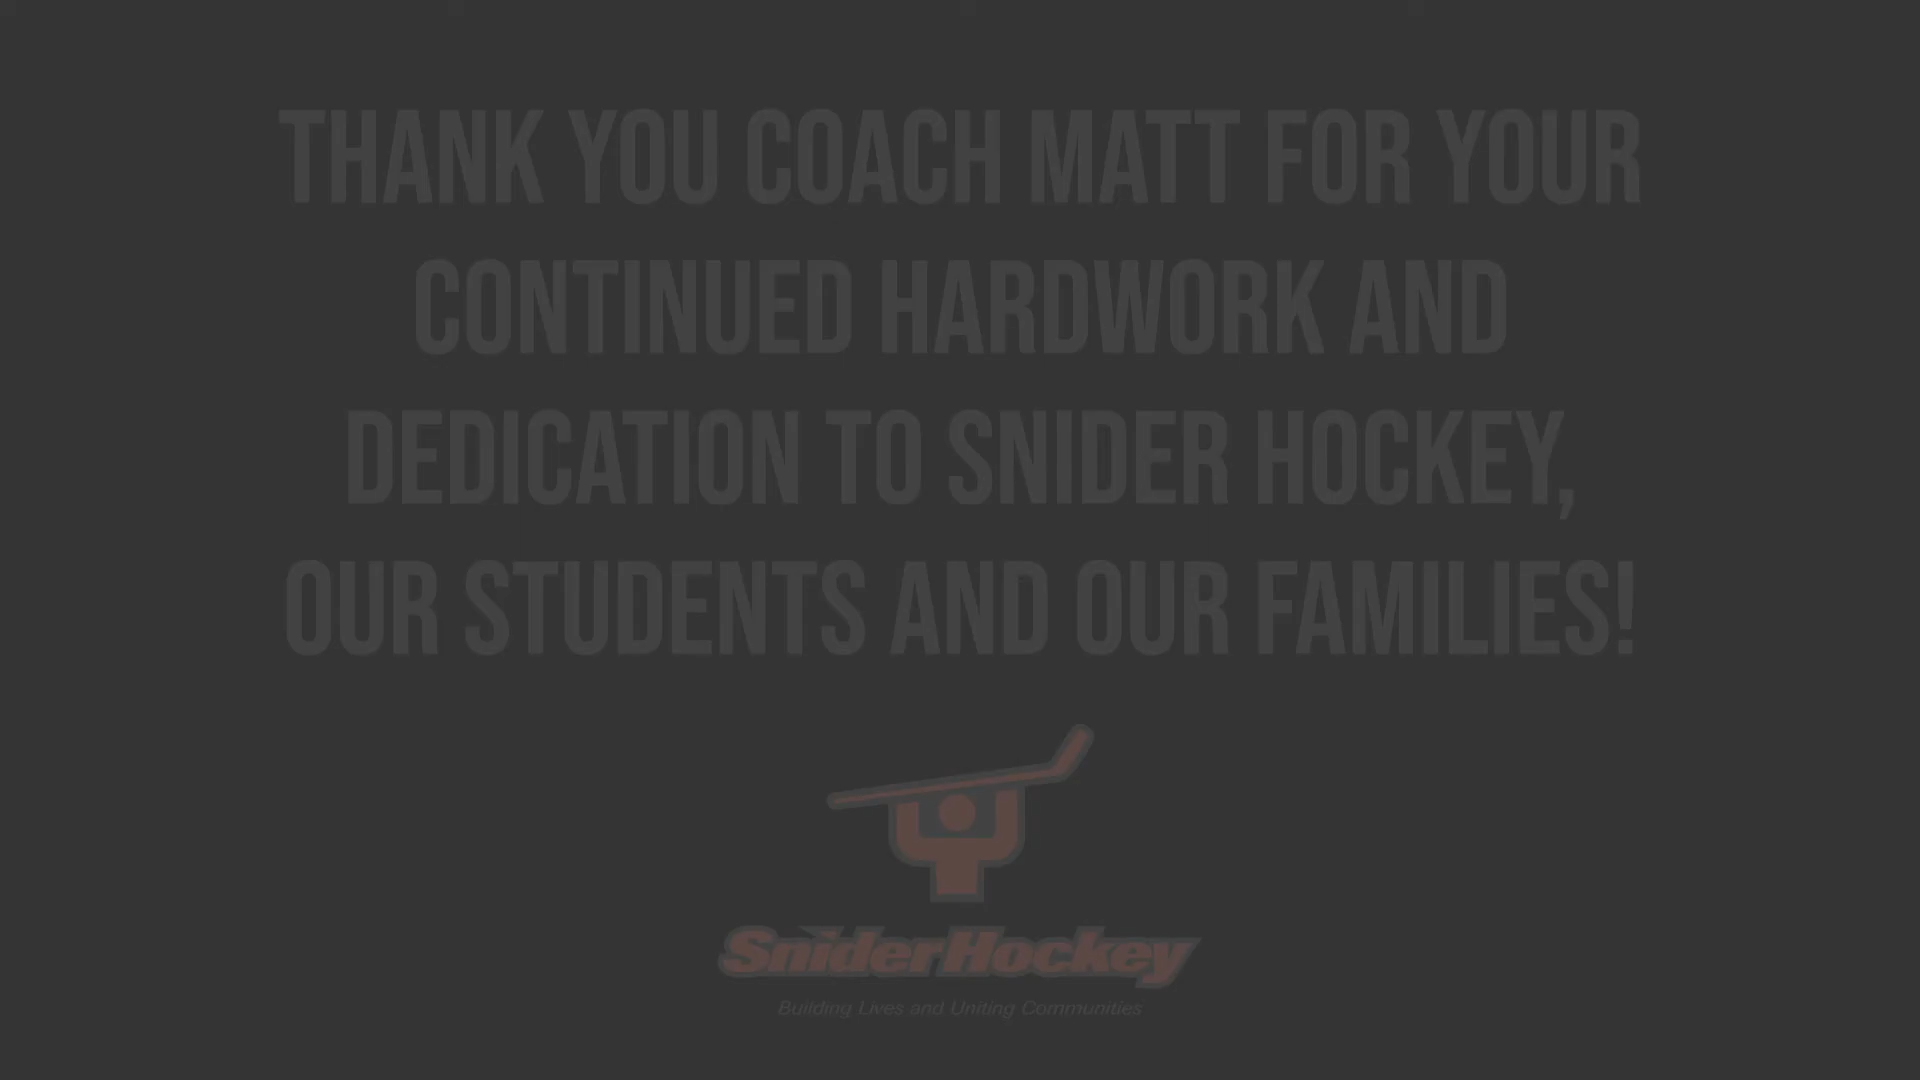 THANK YOU COACH MATT FOR YOUR
CONTINUED HARDWORK AND
DEDICATION TO SNIDER HOCKEY,
OUR STUDENTS AND OUR FAMILIES!
SniderHockey
Building Lives and Uniting Communities